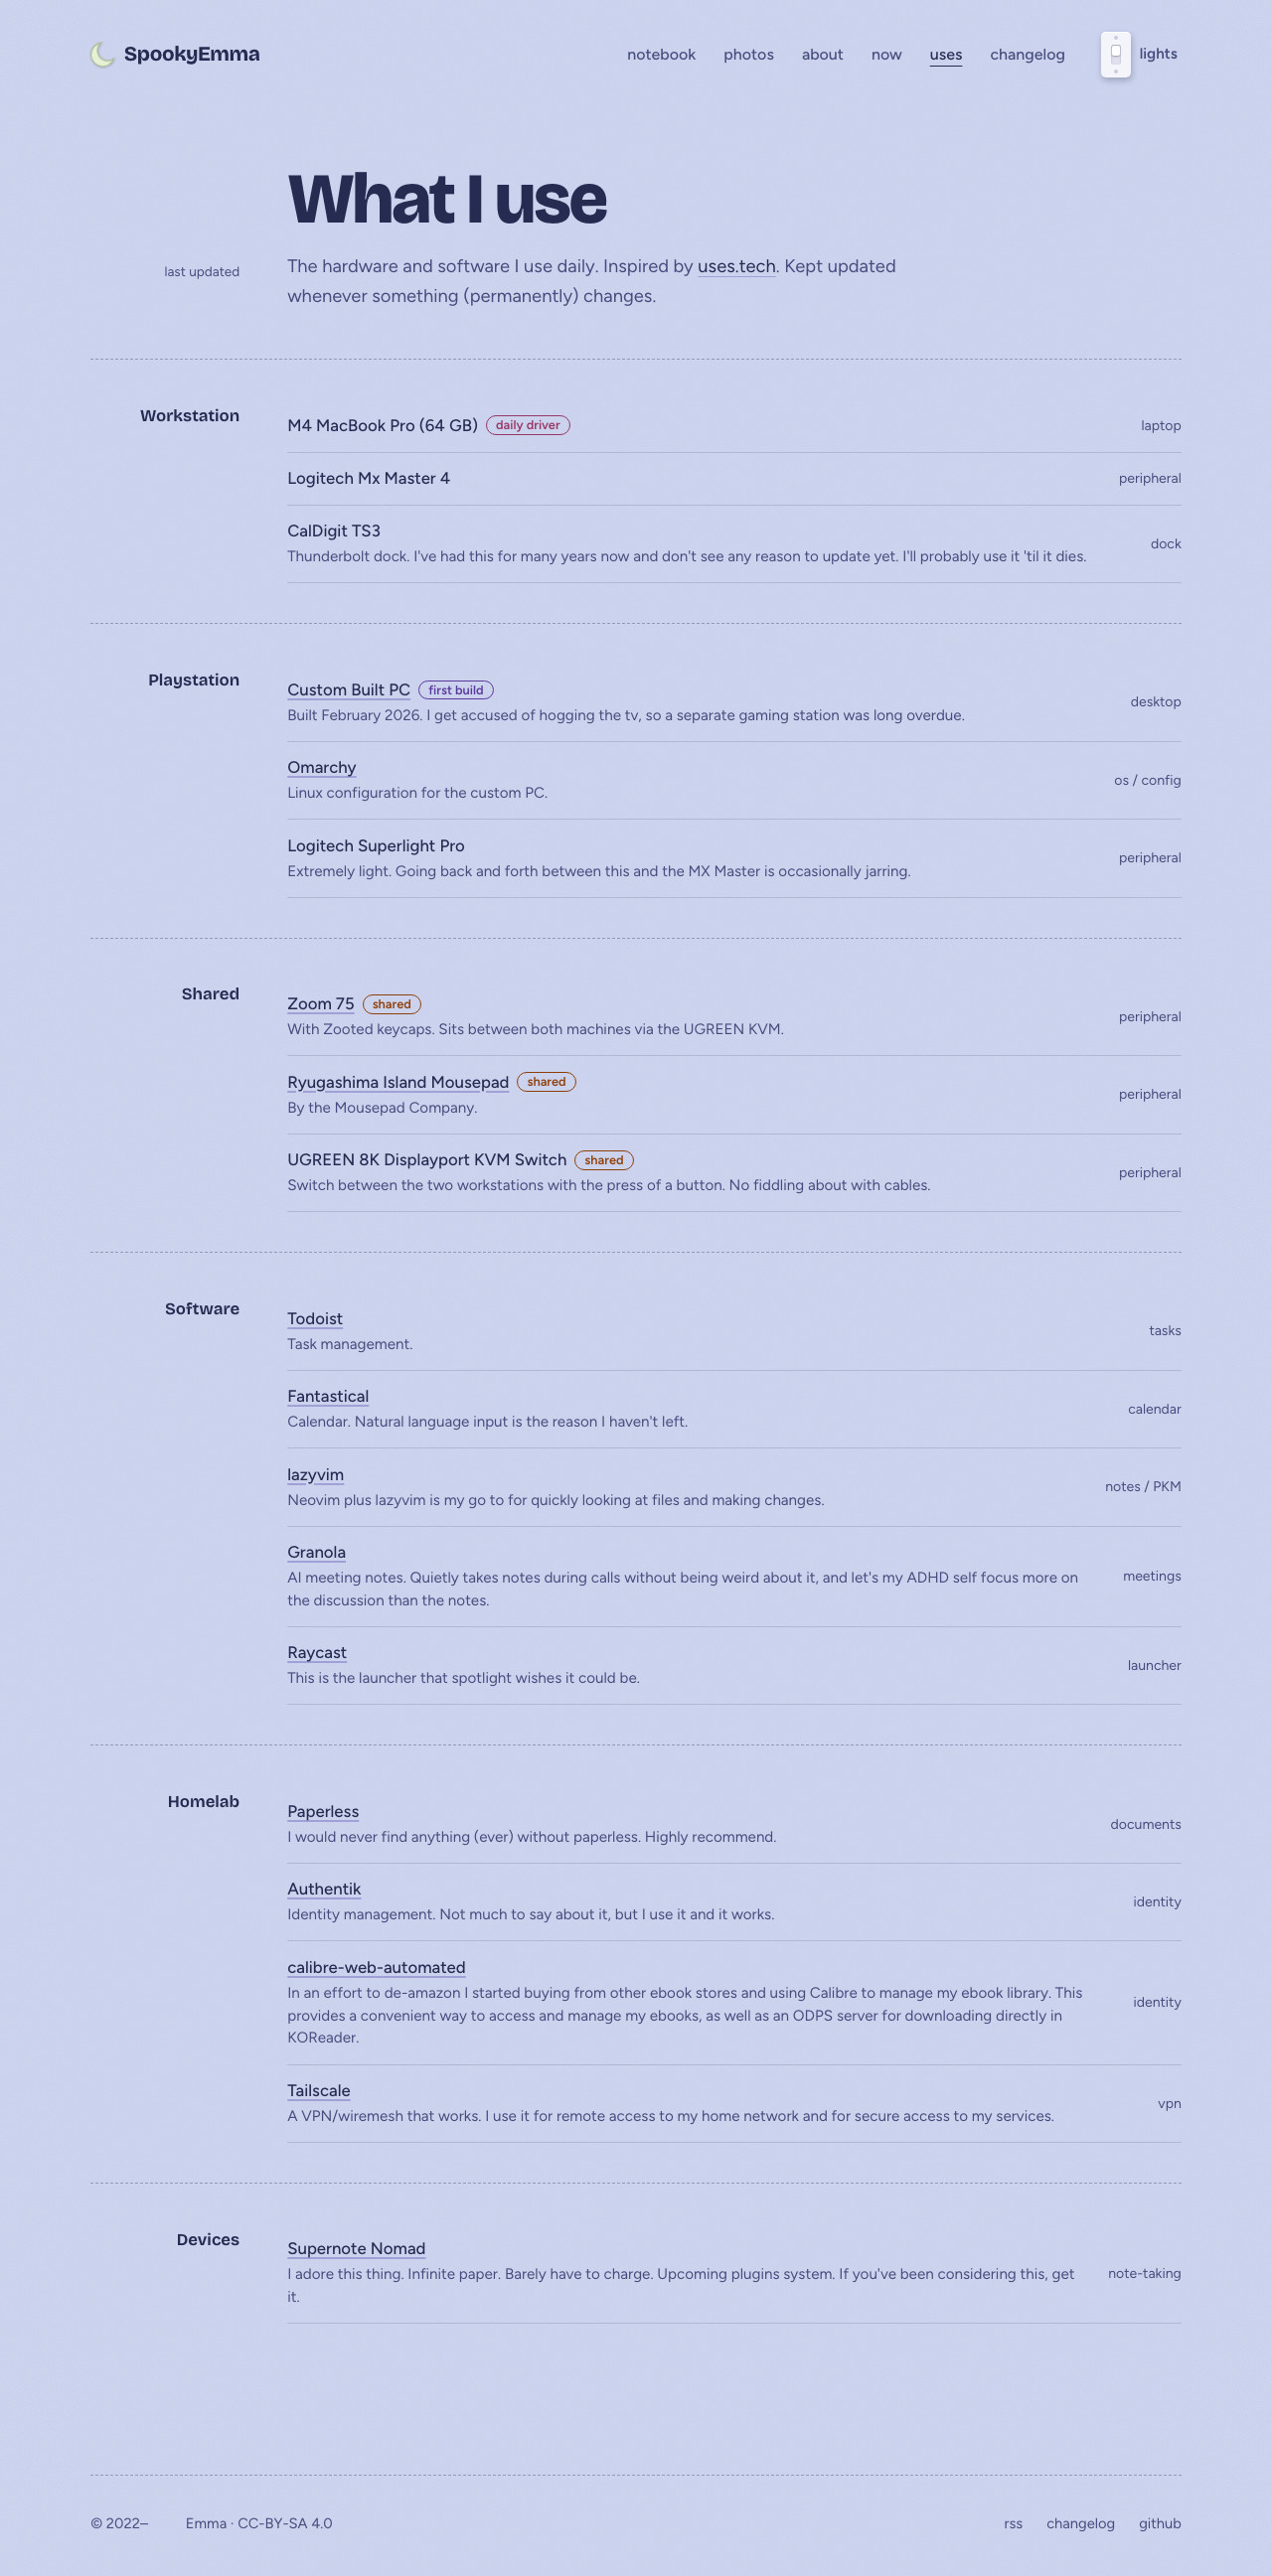 SpookyEmma
notebook photos about now uses changelog lights
What I use
last updated
The hardware and software I use daily. Inspired by uses.tech. Kept updated
whenever something (permanently) changes.
Workstation
M4 MacBook Pro (64 GB) daily driver laptop
Logitech Mx Master 4 peripheral
CalDigit TS3
Thunderbolt dock. I've had this for many years now and don't see any reason to update yet. I'll probably use it 'til it dies.
dock
Playstation
Custom Built PC first build
Built February 2026. I get accused of hogging the tv, so a separate gaming station was long overdue.
desktop
Omarchy
Linux configuration for the custom PC.
os / config
Logitech Superlight Pro
Extremely light. Going back and forth between this and the MX Master is occasionally jarring.
peripheral
Shared
Zoom 75 shared
With Zooted keycaps. Sits between both machines via the UGREEN KVM.
peripheral
Ryugashima Island Mousepad shared
By the Mousepad Company.
peripheral
UGREEN 8K Displayport KVM Switch shared
Switch between the two workstations with the press of a button. No fiddling about with cables.
peripheral
Software
Todoist
Task management.
tasks
Fantastical
Calendar. Natural language input is the reason I haven't left.
calendar
lazyvim
Neovim plus lazyvim is my go to for quickly looking at files and making changes.
notes / PKM
Granola
AI meeting notes. Quietly takes notes during calls without being weird about it, and let's my ADHD self focus more on
the discussion than the notes.
meetings
Raycast
This is the launcher that spotlight wishes it could be.
launcher
Homelab
Paperless
I would never find anything (ever) without paperless. Highly recommend.
documents
Authentik
Identity management. Not much to say about it, but I use it and it works.
identity
calibre-web-automated
In an effort to de-amazon I started buying from other ebook stores and using Calibre to manage my ebook library. This
provides a convenient way to access and manage my ebooks, as well as an ODPS server for downloading directly in
KOReader.
identity
Tailscale
A VPN/wiremesh that works. I use it for remote access to my home network and for secure access to my services.
vpn
Devices
Supernote Nomad
I adore this thing. Infinite paper. Barely have to charge. Upcoming plugins system. If you've been considering this, get
it.
note-taking
© 2022– Emma · CC-BY-SA 4.0
rss changelog github